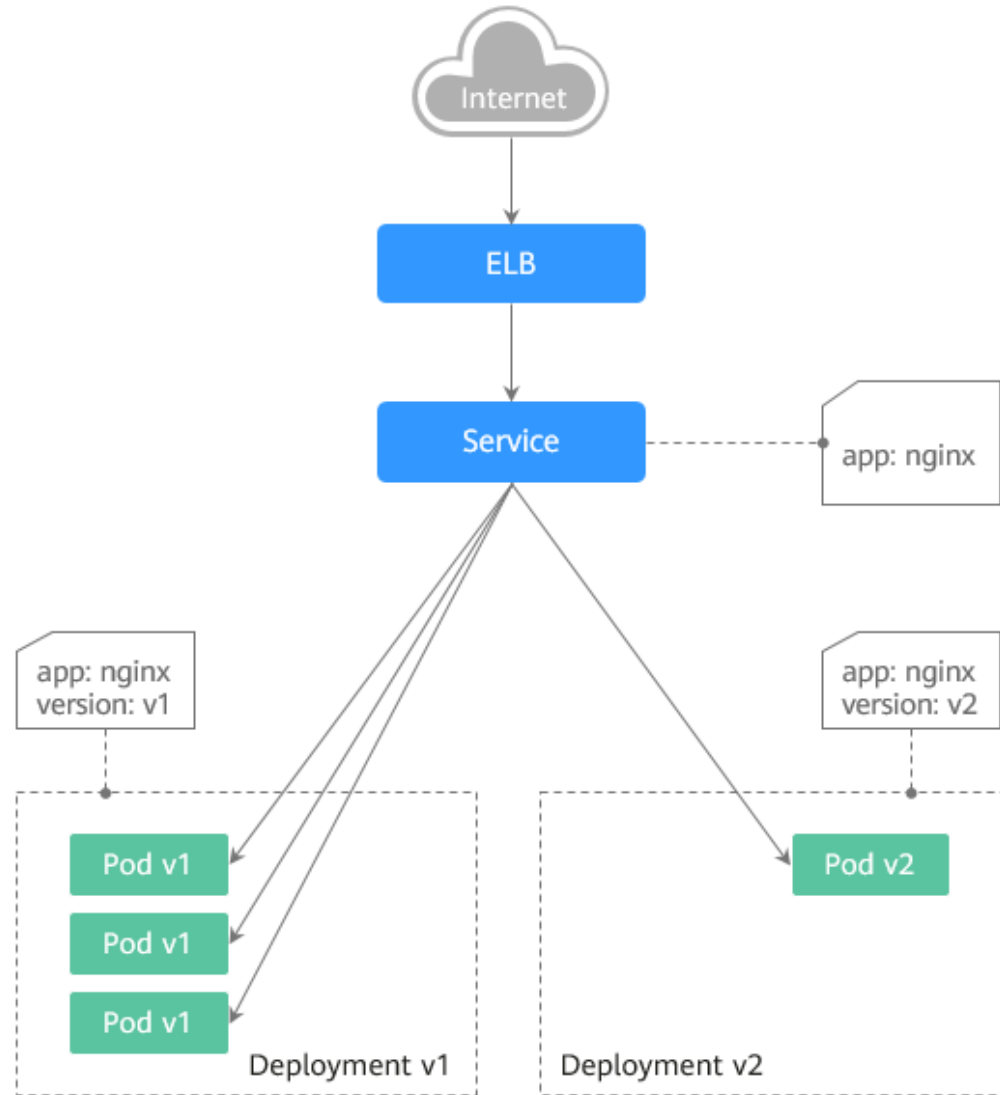 Internet
ELB
Service
app: nginx
app: nginx
version: v1
app: nginx
version: v2
Pod v1
Pod v1
Pod v1
Deployment v1
Pod v2
Deployment v2